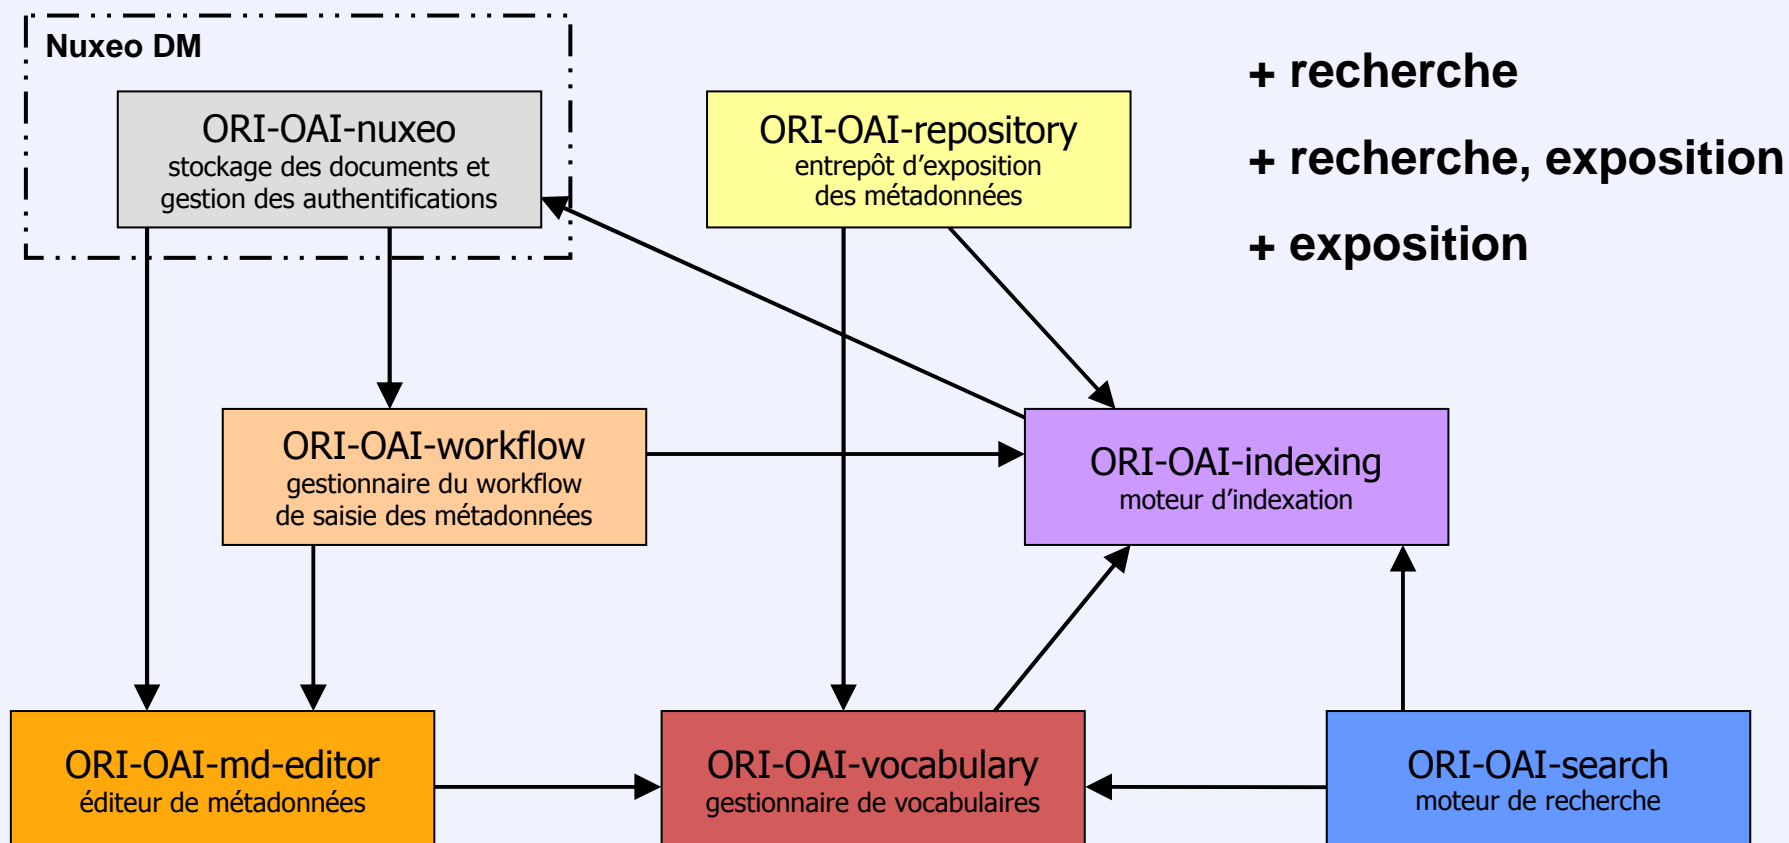 Nuxeo DM
ORI-OAI-nuxeo
stockage des documents et
gestion des authentifications
ORI-OAI-repository
entrepôt d’exposition
des métadonnées
+ recherche
+ recherche, exposition
+ exposition
ORI-OAI-workflow
gestionnaire du workflow
de saisie des métadonnées
ORI-OAI-indexing
moteur d’indexation
ORI-OAI-md-editor
éditeur de métadonnées
ORI-OAI-vocabulary
gestionnaire de vocabulaires
ORI-OAI-search
moteur de recherche